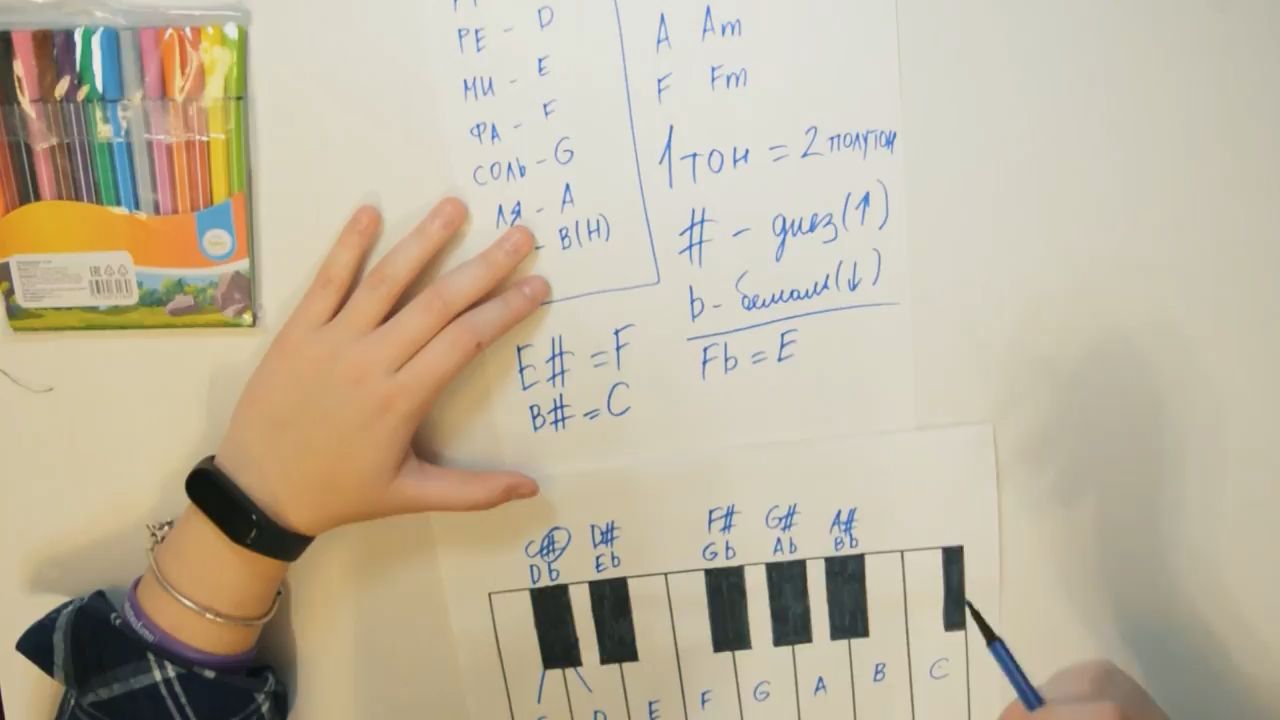 РЕ - D
МИ - E
ФА - F
СОЛЬ - G
ЛЯ - A
- B(H)
A Am
F Fm
1 тон = 2 полутон
# - диез(↑)
b - бемоль(↓)
Fb = E
E# = F
B# = C
C# D# F# G# A#
Db Eb Gb Ab Bb
D E F G A B C